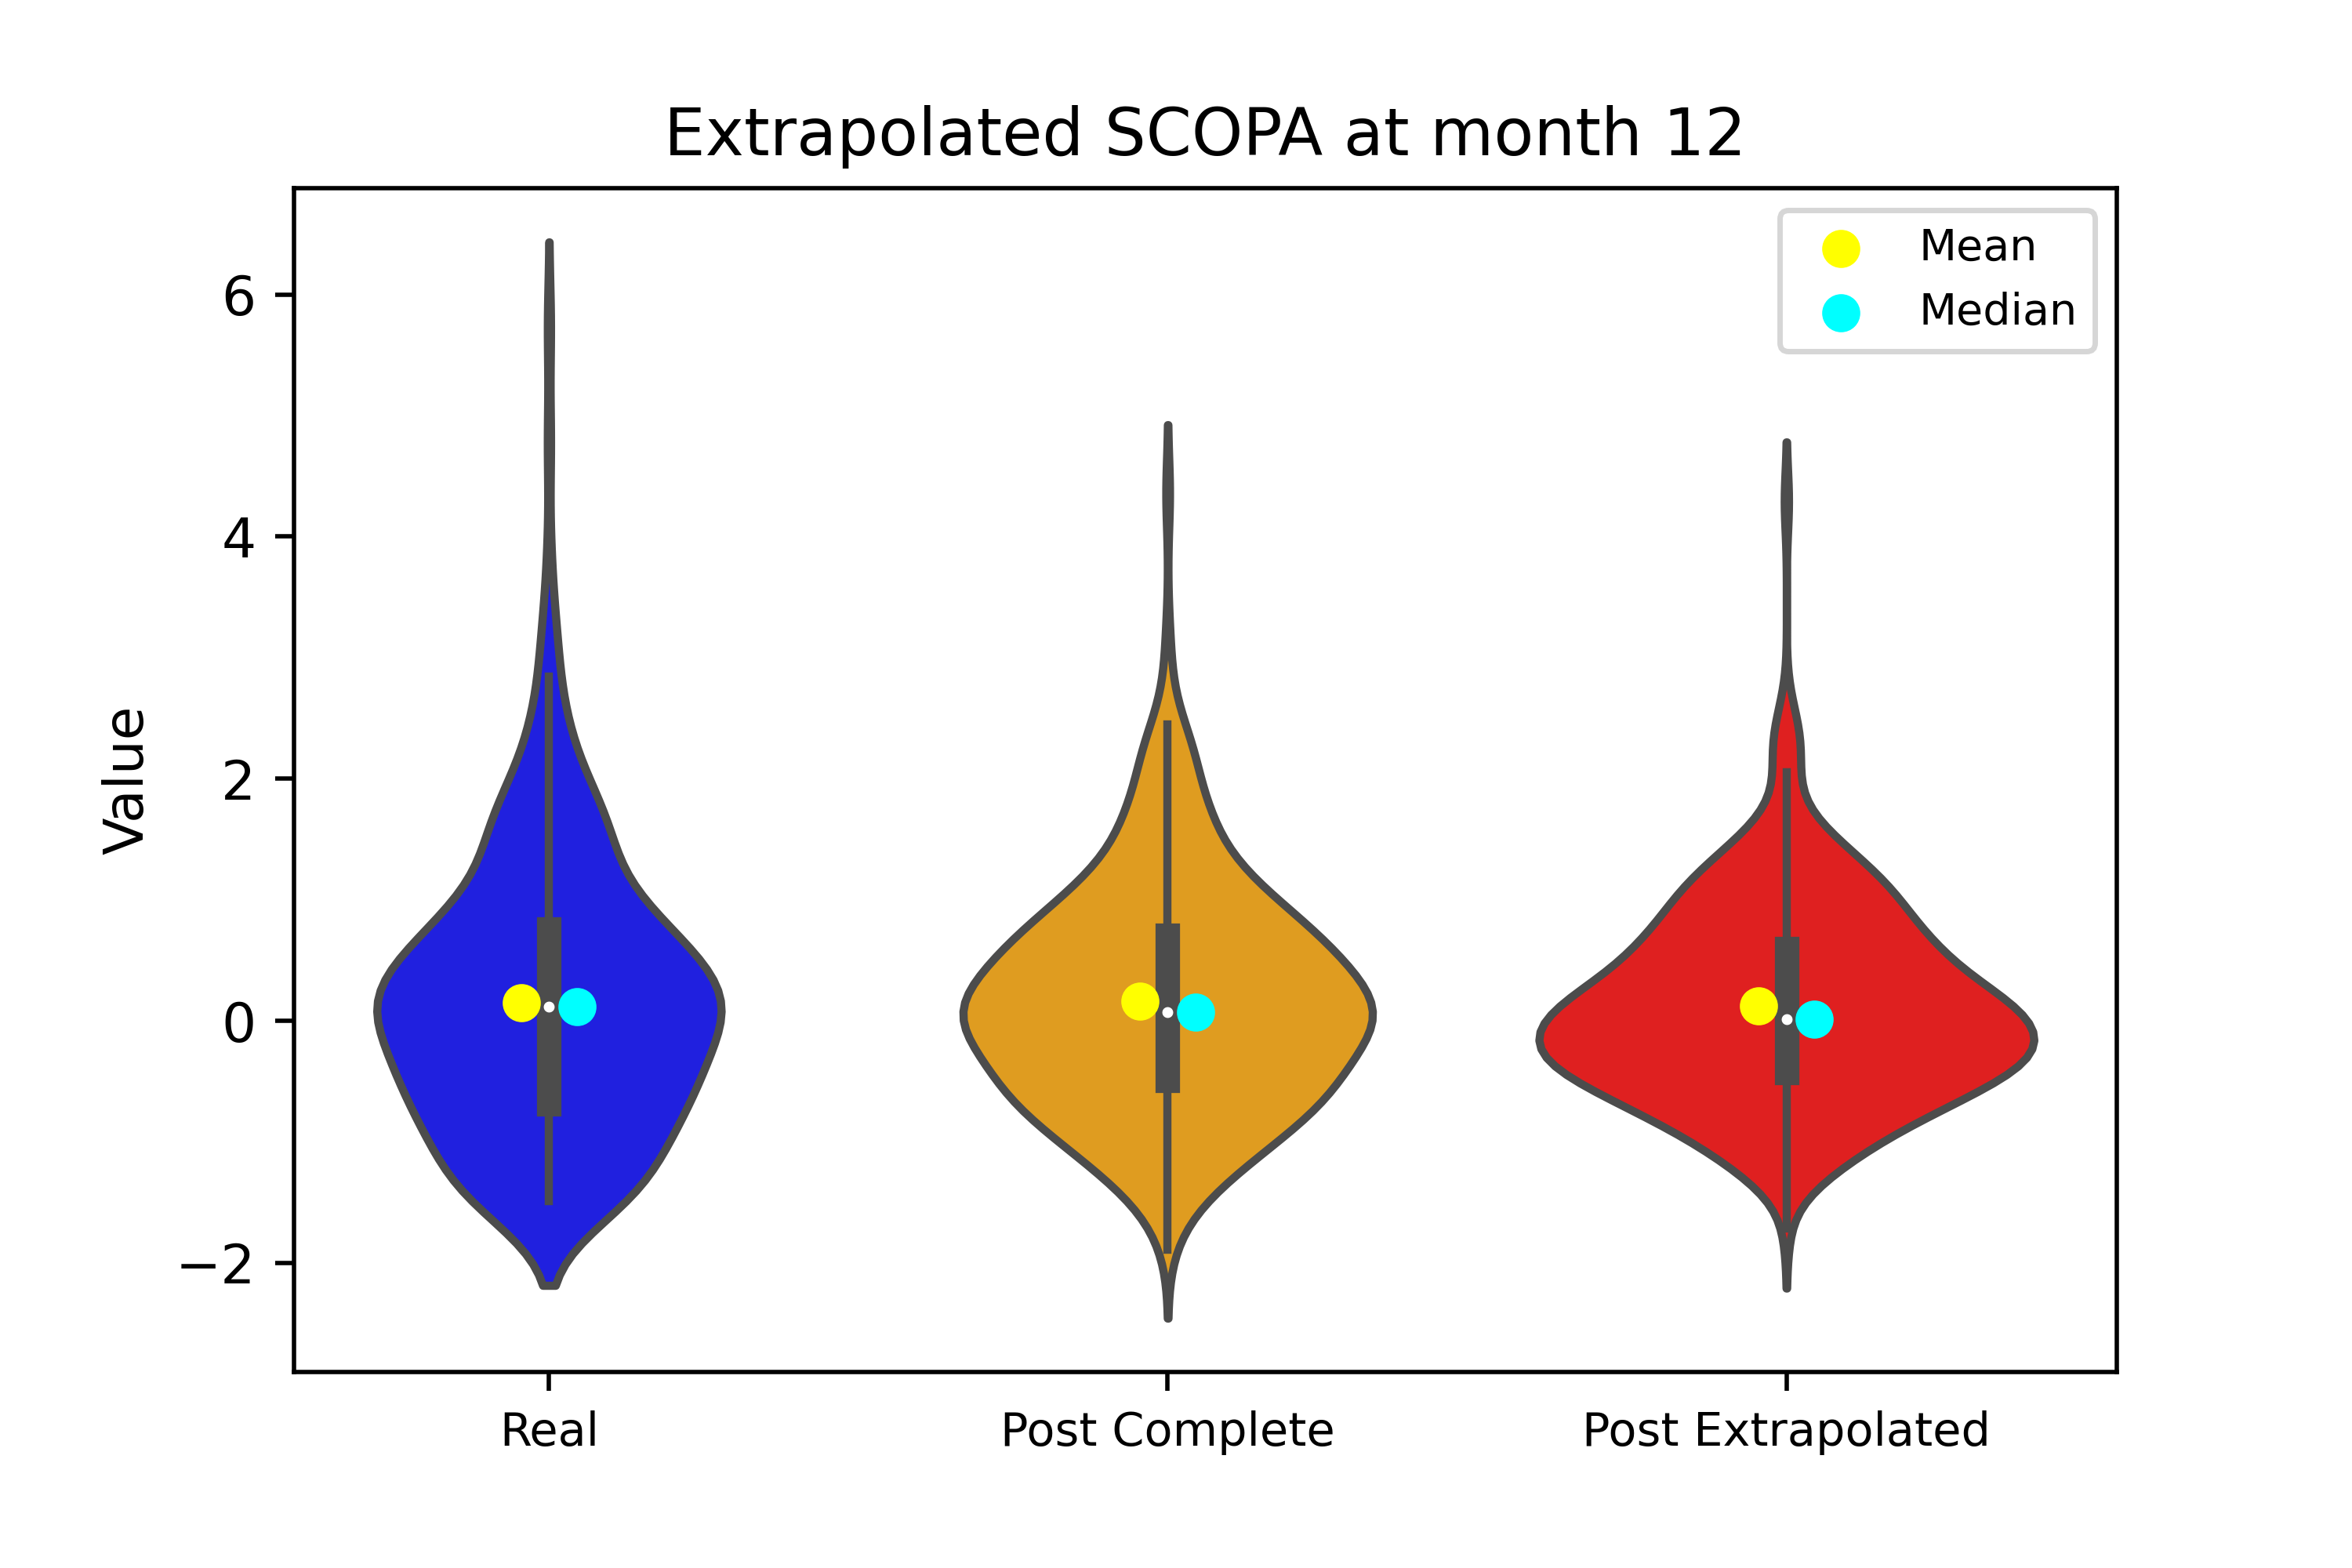 Extrapolated SCOPA at month 12
Mean
Median
6
4
2
0
−2
Value
Real
Post Complete
Post Extrapolated